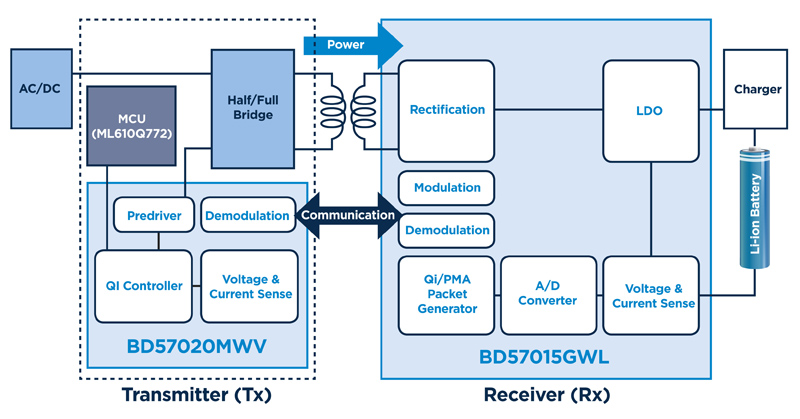 Power
AC/DC
MCU
(ML610Q772)
Half/Full
Bridge
Rectification
LDO
Charger
Li-ion Battery
Modulation
Predriver
Demodulation
Communication
Demodulation
QI Controller
Voltage &
Current Sense
Qi/PMA
Packet
Generator
A/D
Converter
Voltage &
Current Sense
BD57020MWV
BD57015GWL
Transmitter (Tx)
Receiver (Rx)